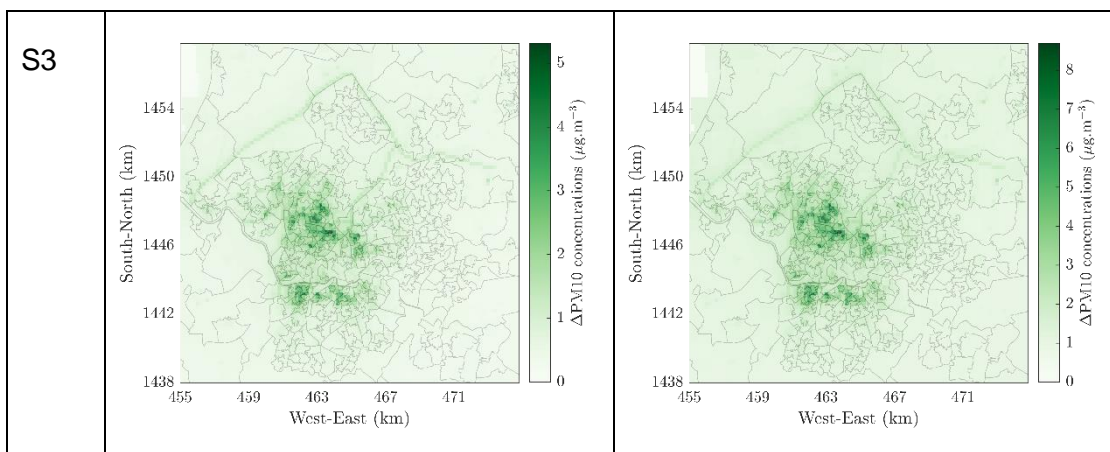 S3
5
4
3
2
1
0
ΔPM10 concentrations (μg.m⁻³)
1454
1450
1446
1442
1438
South-North (km)
455 459 463 467 471
West-East (km)
8
7
6
5
4
3
2
1
0
ΔPM10 concentrations (μg.m⁻³)
1454
1450
1446
1442
1438
South-North (km)
455 459 463 467 471
West-East (km)